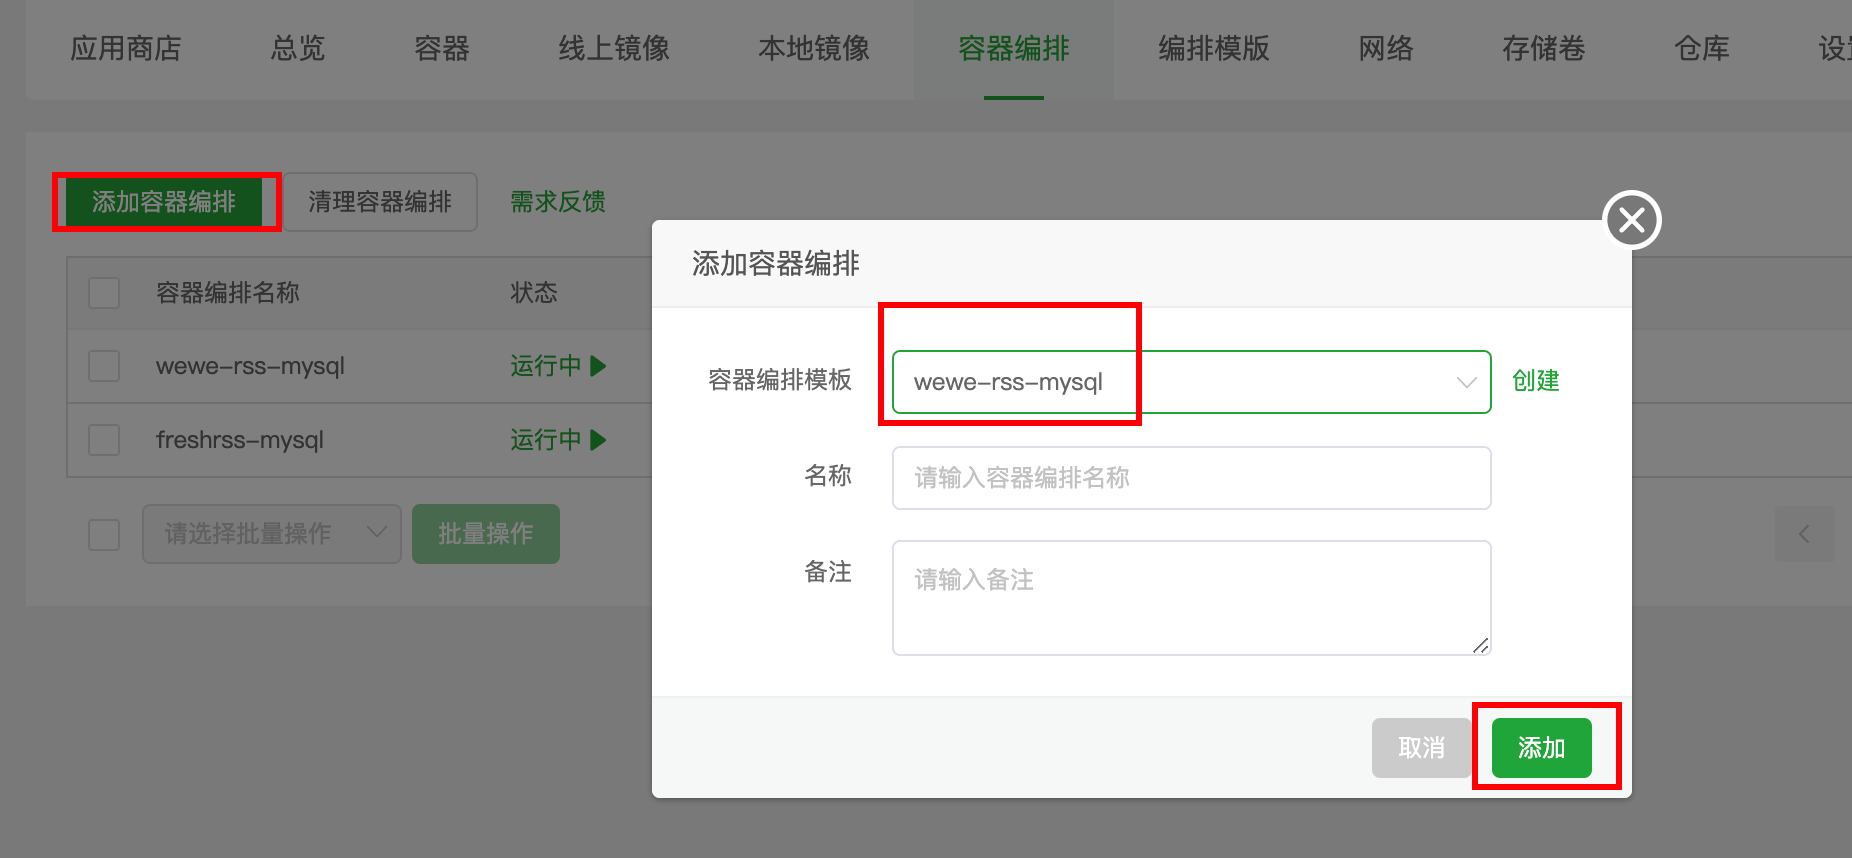 应用商店 总览 容器 线上镜像 本地镜像 容器编排 编排模版 网络 存储卷 仓库 设
添加容器编排 清理容器编排 需求反馈
容器编排名称 状态
wewe-rss-mysql 运行中
freshrss-mysql 运行中
请选择批量操作 批量操作
添加容器编排
容器编排模板 wewe-rss-mysql 创建
名称 请输入容器编排名称
备注 请输入备注
取消 添加